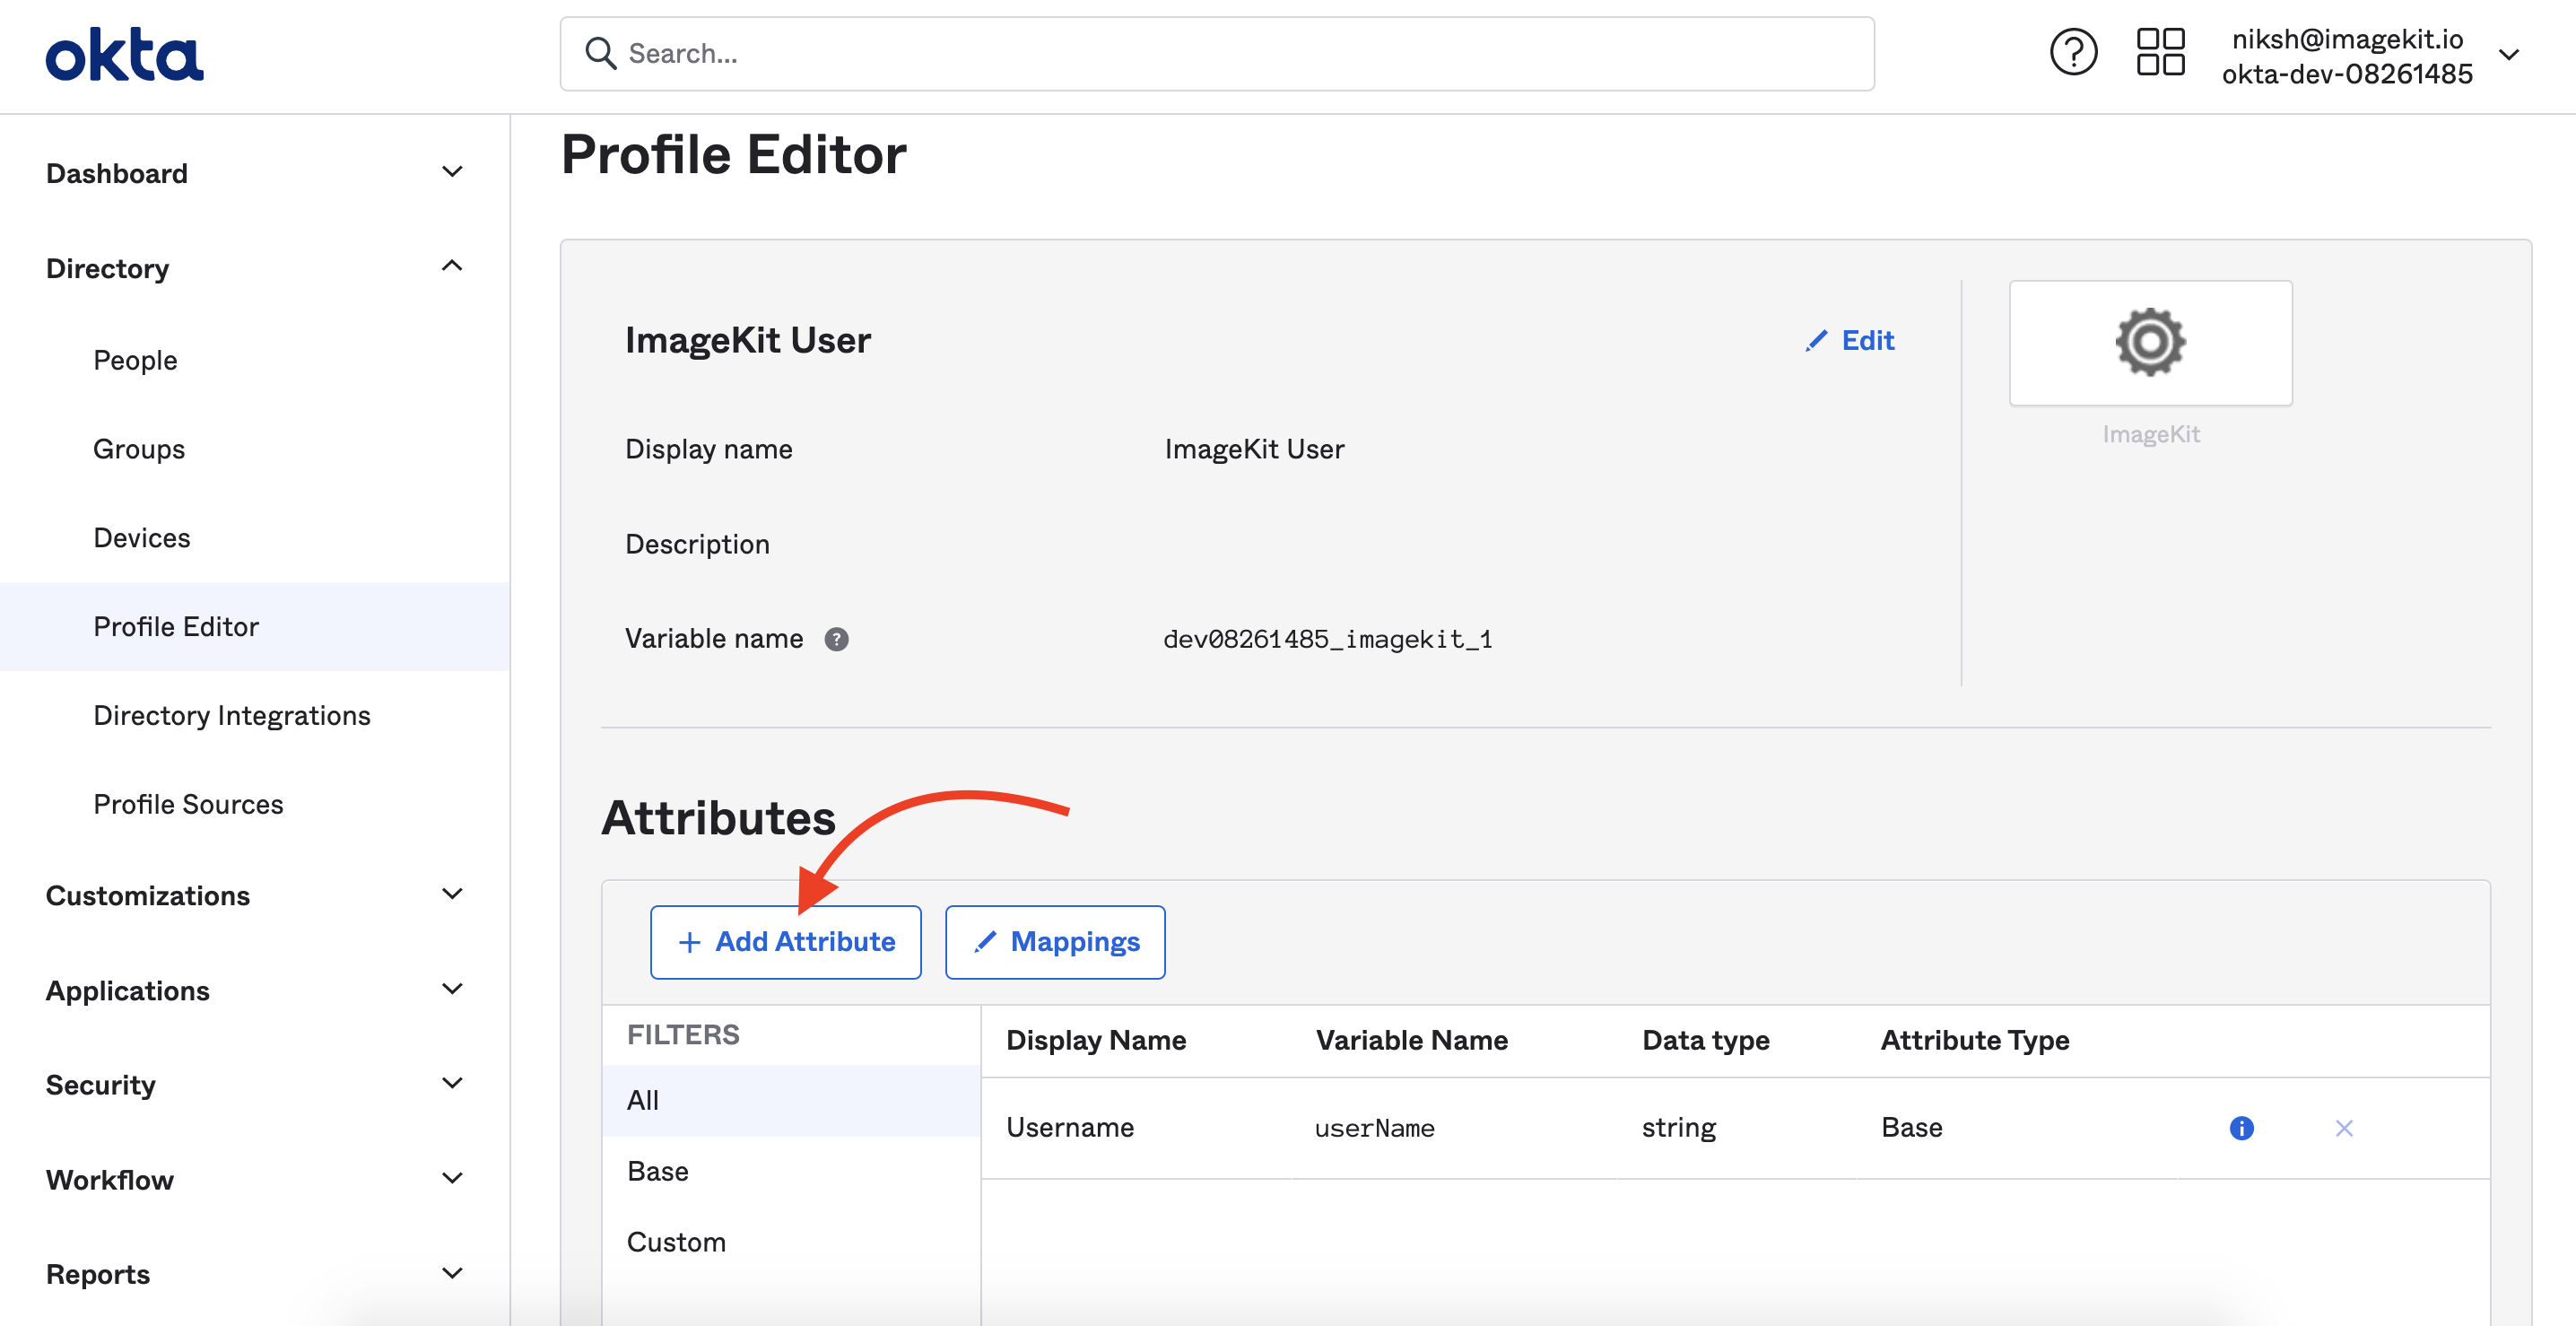 okta
Search...
niksh@imagekit.io
okta-dev-08261485
Dashboard
Directory
People
Groups
Devices
Profile Editor
Directory Integrations
Profile Sources
Customizations
Applications
Security
Workflow
Reports
Profile Editor
ImageKit User
Edit
Display name ImageKit User
Description
Variable name ? dev08261485_imagekit_1
ImageKit
Attributes
+ Add Attribute
Mappings
FILTERS
All
Base
Custom
Display Name Variable Name Data type Attribute Type
Username userName string Base